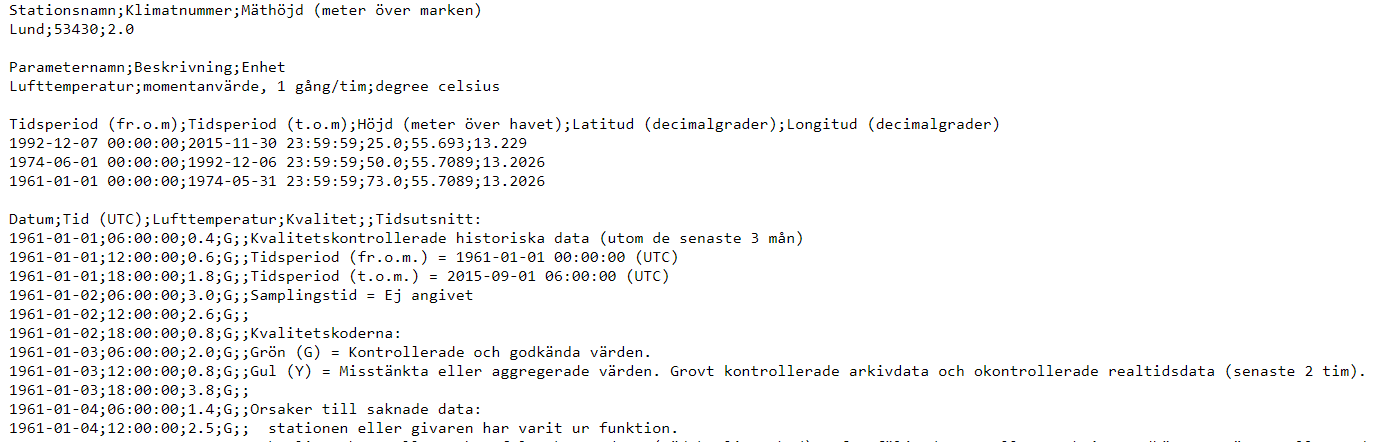 Stationsnamn;Klimatnummer;Mäthöjd (meter över marken)
Lund;53430;2.0
Parameternamn;Beskrivning;Enhet
Lufttemperatur;momentanvärde, 1 gång/tim;degree celsius
Tidsperiod (fr.o.m);Tidsperiod (t.o.m);Höjd (meter över havet);Latitud (decimalgrader);Longitud (decimalgrader)
1992-12-07 00:00:00;2015-11-30 23:59:59;25.0;55.693;13.229
1974-06-01 00:00:00;1992-12-06 23:59:59;50.0;55.7089;13.2026
1961-01-01 00:00:00;1974-05-31 23:59:59;73.0;55.7089;13.2026
Datum;Tid (UTC);Lufttemperatur;Kvalitet;;Tidsutsnitt:
1961-01-01;06:00:00;0.4;G;;Kvalitetskontrollerade historiska data (utom de senaste 3 mån)
1961-01-01;12:00:00;0.6;G;;Tidsperiod (fr.o.m.) = 1961-01-01 00:00:00 (UTC)
1961-01-01;18:00:00;1.8;G;;Tidsperiod (t.o.m.) = 2015-09-01 06:00:00 (UTC)
1961-01-02;06:00:00;3.0;G;;Samplingstid = Ej angivet
1961-01-02;12:00:00;2.6;G;;
1961-01-02;18:00:00;0.8;G;;Kvalitetskoderna:
1961-01-03;06:00:00;2.0;G;;Grön (G) = Kontrollerade och godkända värden.
1961-01-03;12:00:00;0.8;G;;Gul (Y) = Misstänkta eller aggregerade värden. Grovt kontrollerade arkivdata och okontrollerade realtidsdata (senaste 2 tim).
1961-01-03;18:00:00;3.8;G;;
1961-01-04;06:00:00;1.4;G;;Orsaker till saknade data:
1961-01-04;12:00:00;2.5;G;;  stationen eller givaren har varit ur funktion.